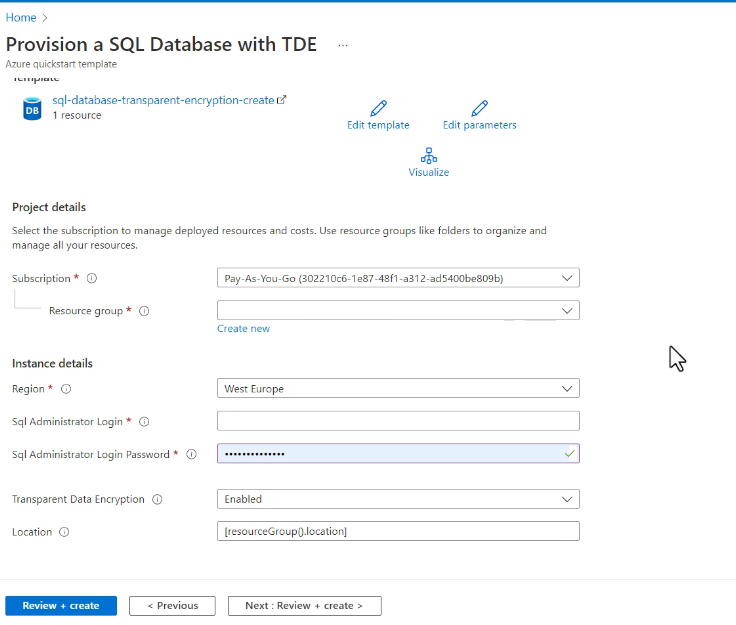 Home >
Provision a SQL Database with TDE ...
Azure quickstart template
Template
DB
sql-database-transparent-encryption-create
1 resource
Edit template
Edit parameters
Visualize
Project details
Select the subscription to manage deployed resources and costs. Use resource groups like folders to organize and
manage all your resources.
Subscription * Pay-As-You-Go (302210c6-1e87-48f1-a312-ad5400be809b)
Resource group *
Create new
Instance details
Region * West Europe
Sql Administrator Login *
Sql Administrator Login Password * ••••••••••••••
Transparent Data Encryption Enabled
Location [resourceGroup().location]
Review + create < Previous Next : Review + create >